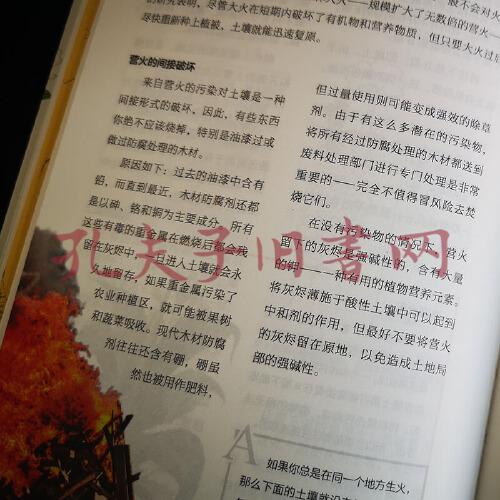 尽管大火在短期内破坏了有机物和营养物质，但只要大火过后
尽快重新种上植被，土壤就能迅速复原。
营火的间接破坏
来自营火的污染对土壤是一种
间接形式的破坏，因此，有些东西
你绝不应该烧掉，特别是油漆过或
做过防腐处理的木材。
原因如下：过去的油漆中含有
铅，而直到最近，木材防腐剂还都
是以砷、铬和铜为主要成分。所有
这些有毒的重金属在燃烧后都会残
留在灰烬中，一旦进入土壤就会永
久地留存。如果重金属污染了
农业种植区，就可能被果树
和蔬菜吸收。现代木材防腐
剂往往还含有硼，硼虽
然也被用作肥料，
但过量使用则可能变成强效的除草
剂。由于有这么多潜在的污染物，
将所有经过防腐处理的木材都送到
废料处理部门进行专门处理是非常
重要的——完全不值得冒风险去焚
烧它们。
在没有污染物的情况下，营火
留下的灰烬是强碱性的，含有大量
的钾——一种有用的植物营养元素。
将灰烬薄施于酸性土壤中可以起到
中和剂的作用，但最好不要将营火
的灰烬留在原地，以免造成土地局
部的强碱性。
A
如果你总是在同一个地方生火，
那么下面的土壤就
孔夫子旧书网